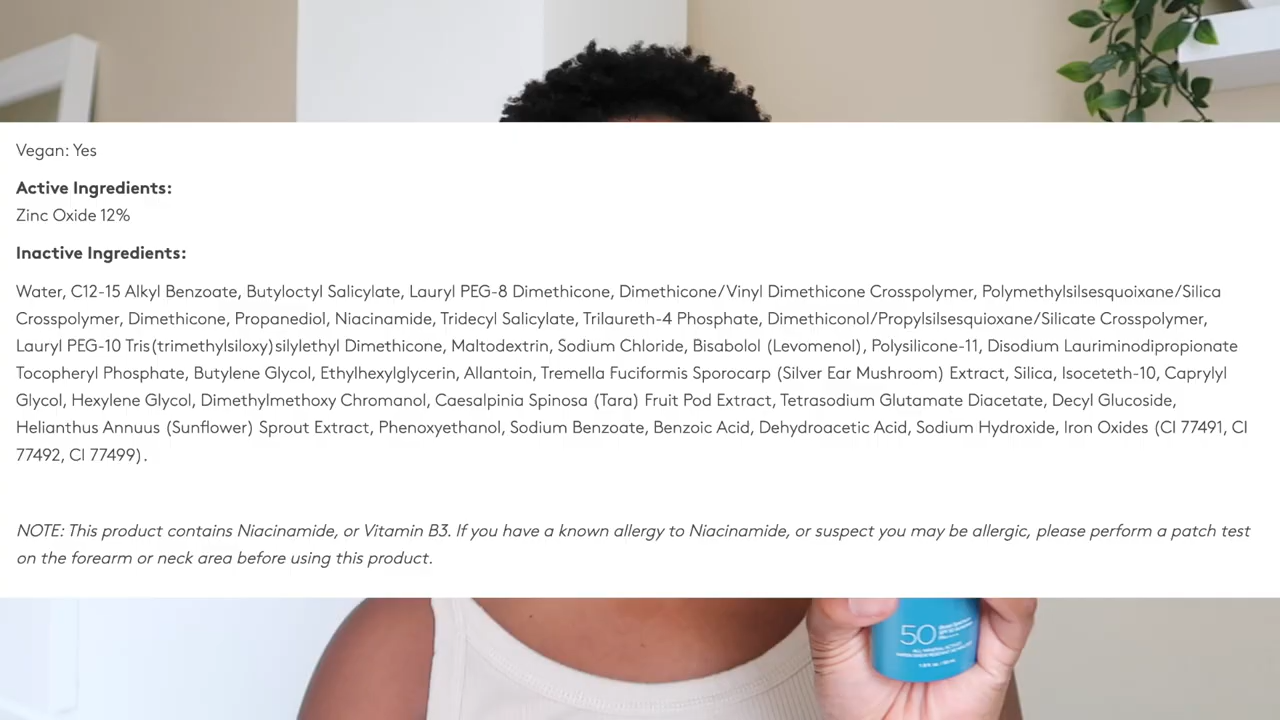 Vegan: Yes
Active Ingredients:
Zinc Oxide 12%
Inactive Ingredients:
Water, C12-15 Alkyl Benzoate, Butyloctyl Salicylate, Lauryl PEG-8 Dimethicone, Dimethicone/Vinyl Dimethicone Crosspolymer, Polymethylsilsesquoixane/Silica
Crosspolymer, Dimethicone, Propanediol, Niacinamide, Tridecyl Salicylate, Trilaureth-4 Phosphate, Dimethiconol/Propylsilsesquioxane/Silicate Crosspolymer,
Lauryl PEG-10 Tris(trimethylsiloxy)silylethyl Dimethicone, Maltodextrin, Sodium Chloride, Bisabolol (Levomenol), Polysilicone-11, Disodium Lauriminodipropionate
Tocopheryl Phosphate, Butylene Glycol, Ethylhexylglycerin, Allantoin, Tremella Fuciformis Sporocarp (Silver Ear Mushroom) Extract, Silica, Isoceteth-10, Caprylyl
Glycol, Hexylene Glycol, Dimethylmethoxy Chromanol, Caesalpinia Spinosa (Tara) Fruit Pod Extract, Tetrasodium Glutamate Diacetate, Decyl Glucoside,
Helianthus Annuus (Sunflower) Sprout Extract, Phenoxyethanol, Sodium Benzoate, Benzoic Acid, Dehydroacetic Acid, Sodium Hydroxide, Iron Oxides (CI 77491, CI
77492, CI 77499).
NOTE: This product contains Niacinamide, or Vitamin B3. If you have a known allergy to Niacinamide, or suspect you may be allergic, please perform a patch test
on the forearm or neck area before using this product.
50